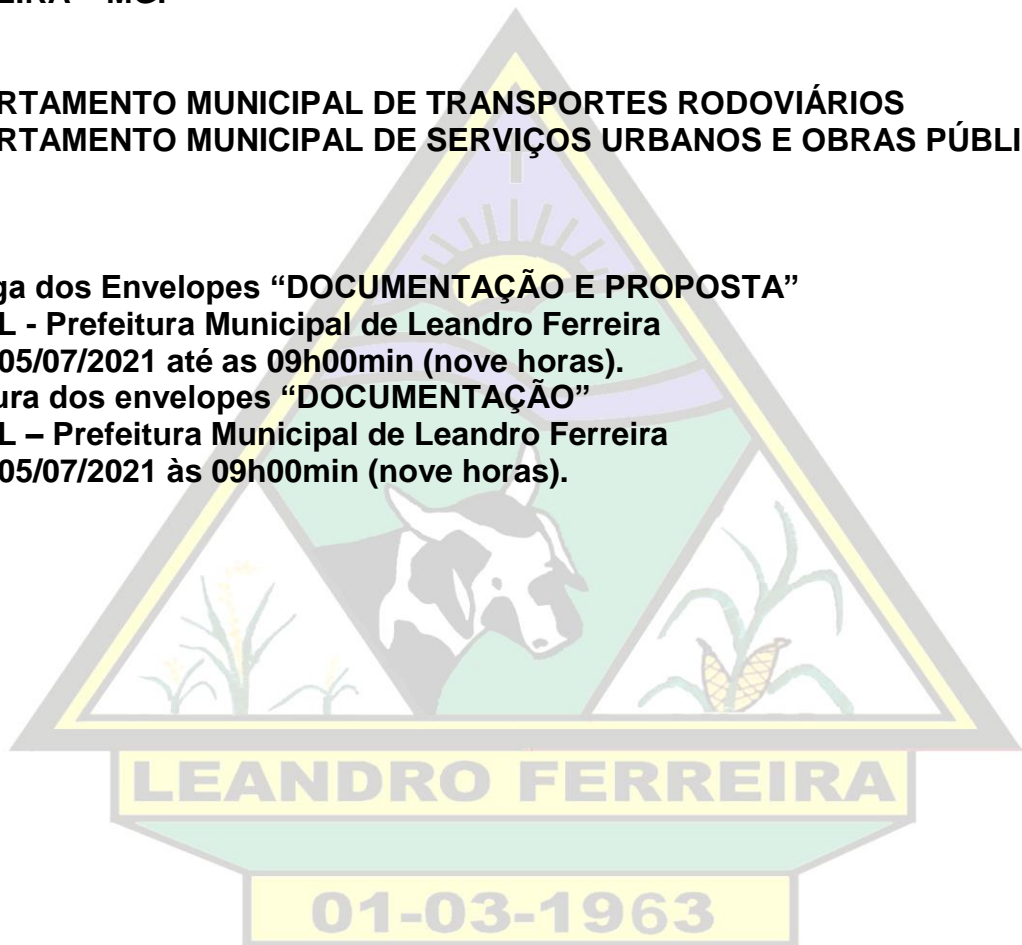 EIRA – MG.
RTAMENTO MUNICIPAL DE TRANSPORTES RODOVIÁRIOS
RTAMENTO MUNICIPAL DE SERVIÇOS URBANOS E OBRAS PÚBLI
ga dos Envelopes “DOCUMENTAÇÃO E PROPOSTA”
L - Prefeitura Municipal de Leandro Ferreira
05/07/2021 até as 09h00min (nove horas).
ura dos envelopes “DOCUMENTAÇÃO”
L – Prefeitura Municipal de Leandro Ferreira
05/07/2021 às 09h00min (nove horas).
LEANDRO FERREIRA
01-03-1963